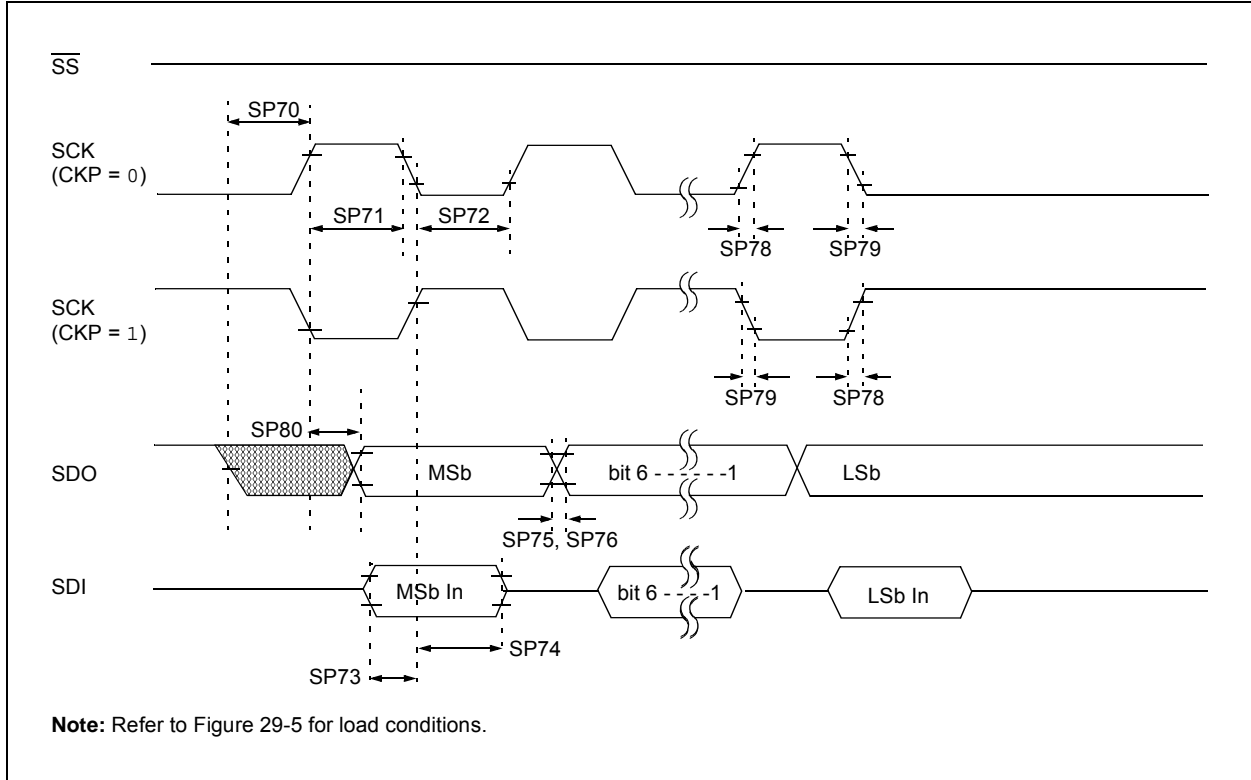 SS
SP70
SCK
(CKP = 0)
SP71
SP72
SP78
SP79
SCK
(CKP = 1)
SP79
SP78
SP80
SDO
MSb
bit 6 - - - - - - -1
LSb
SP75, SP76
SDI
MSb In
bit 6 - - - - -1
LSb In
SP74
SP73
Note: Refer to Figure 29-5 for load conditions.